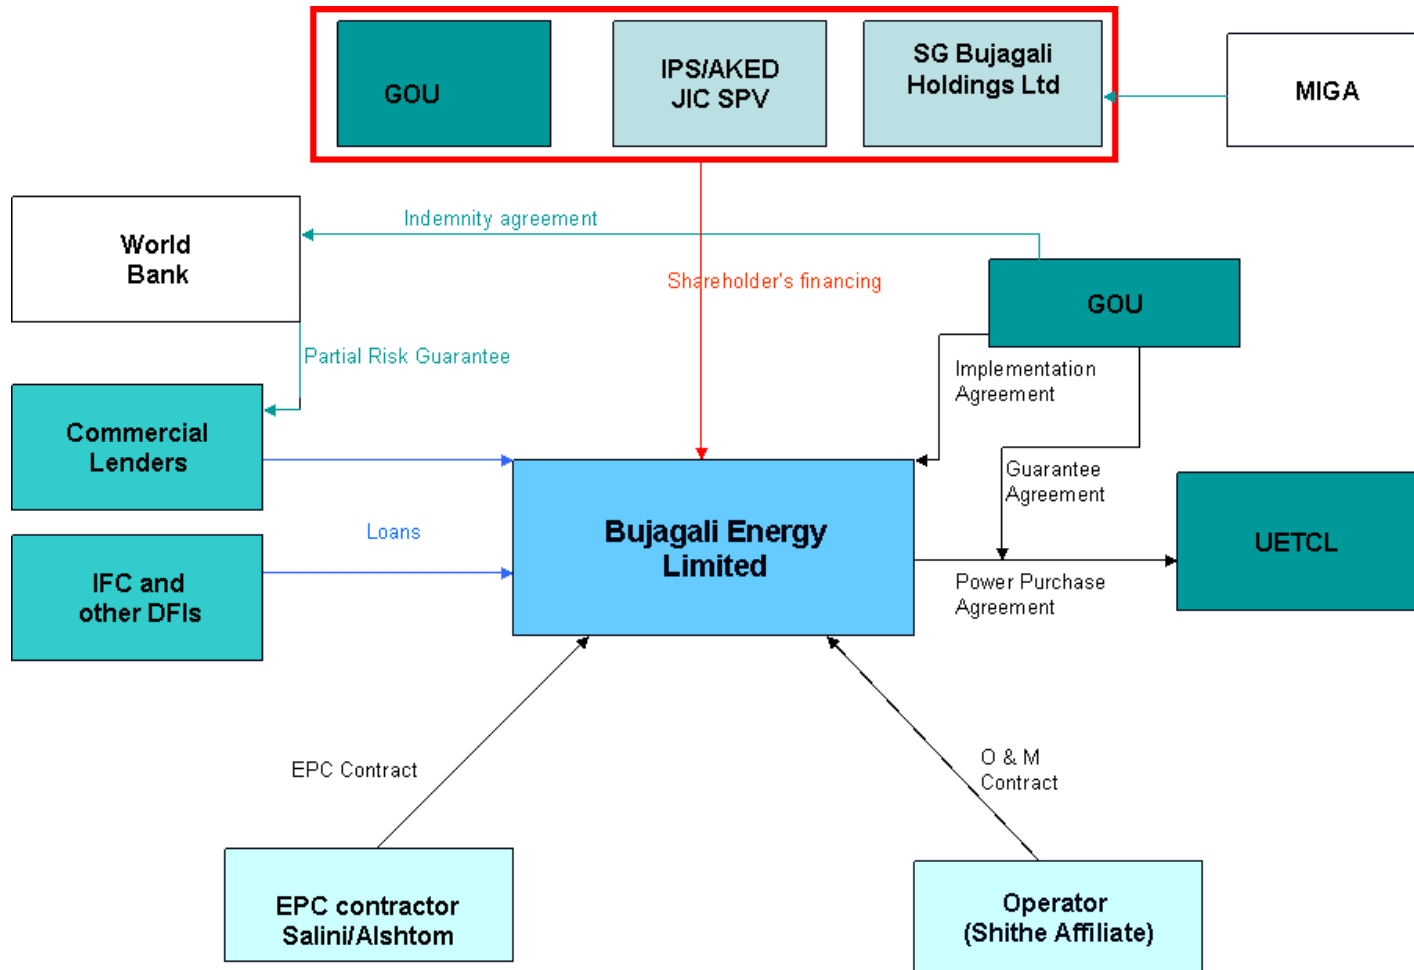 GOU
IPS/AKED
JIC SPV
SG Bujagali
Holdings Ltd
MIGA
Indemnity agreement
World
Bank
Shareholder's financing
GOU
Partial Risk Guarantee
Implementation
Agreement
Commercial
Lenders
Guarantee
Agreement
Loans
Bujagali Energy
Limited
UETCL
IFC and
other DFIs
Power Purchase
Agreement
EPC Contract
O & M
Contract
EPC contractor
Salini/Alshtom
Operator
(Shithe Affiliate)